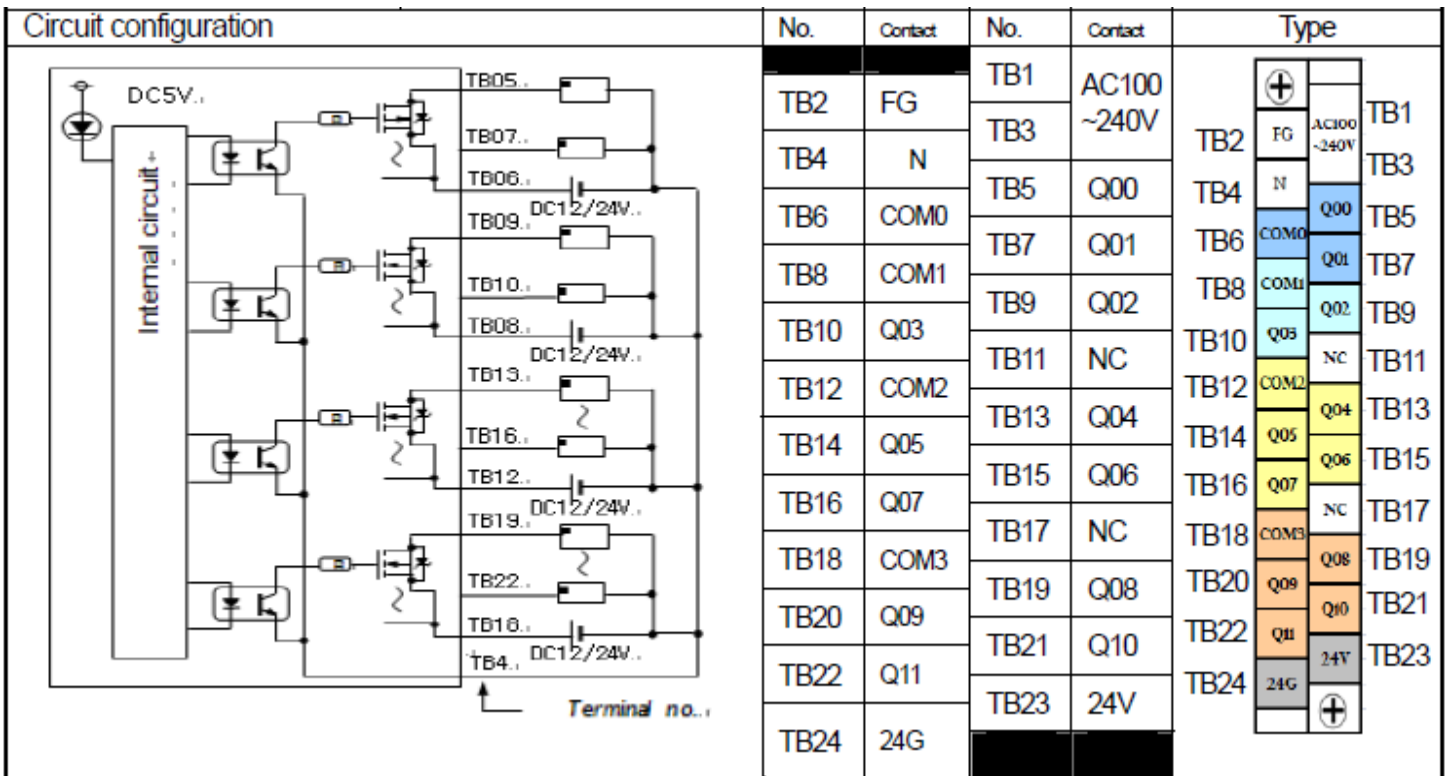 Circuit configuration
No.
Contact
No.
Contact
Type
DC5V.
Internal circuit
TB05.
TB07.
TB06.
DC12/24V.
TB09.
TB10.
TB08.
DC12/24V.
TB13.
TB16.
TB12.
DC12/24V.
TB19.
TB22.
TB18.
DC12/24V.
TB4.
Terminal no..
R
R
R
R
TB2 FG
TB4 N
TB6 COM0
TB8 COM1
TB10 Q03
TB12 COM2
TB14 Q05
TB16 Q07
TB18 COM3
TB20 Q09
TB22 Q11
TB24 24G
TB1 AC100
TB3 ~240V
TB5 Q00
TB7 Q01
TB9 Q02
TB11 NC
TB13 Q04
TB15 Q06
TB17 NC
TB19 Q08
TB21 Q10
TB23 24V
TB2 FG
TB4 N
TB6 COM0
TB8 COM1
TB10 Q03
TB12 COM2
TB14 Q05
TB16 Q07
TB18 COM3
TB20 Q09
TB22 Q11
TB24 24G
AC100 TB1
~240V TB3
Q00 TB5
Q01 TB7
Q02 TB9
NC TB11
Q04 TB13
Q06 TB15
NC TB17
Q08 TB19
Q10 TB21
24V TB23